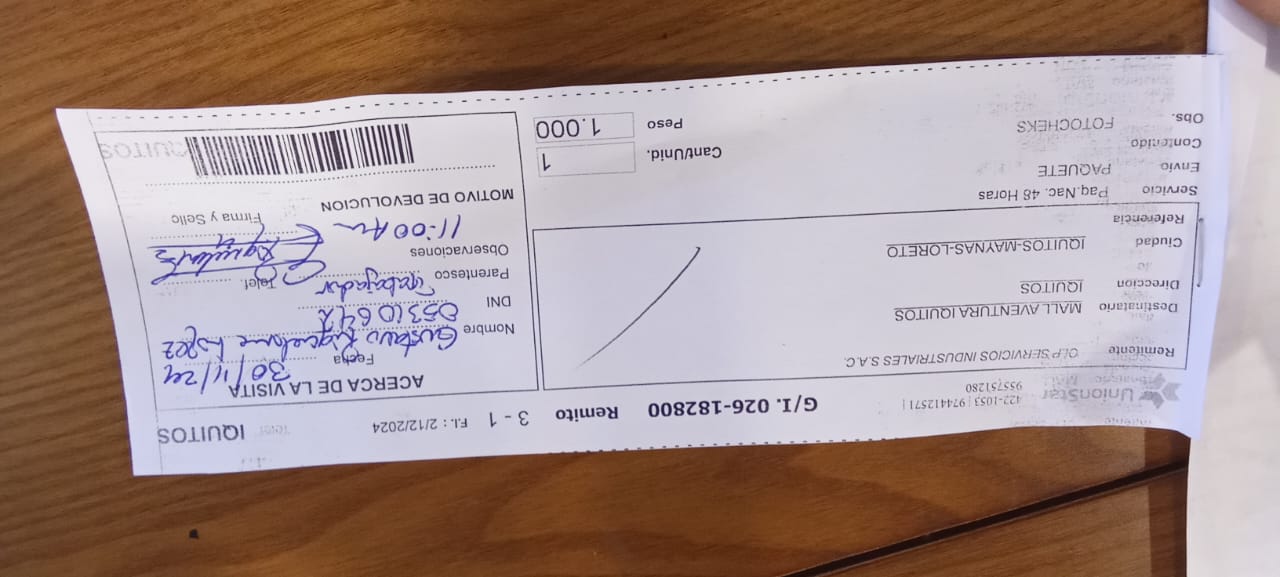 UnionStar
422-1053 | 974412571 |
955751280
G/I. 026-182800 Remito 3 - 1 F.I.: 2/12/2024 IQUITOS
Remitente OLP SERVICIOS INDUSTRIALES S.A.C
Destinatario MALL AVENTURA IQUITOS
Direccion IQUITOS
Ciudad IQUITOS-MAYNAS-LORETO
Referencia
Servicio Paq.Nac. 48 Horas
Envio PAQUETE
Contenido
Obs. FOTOCHEKS
Cant/Unid. 1
Peso 1.000
ACERCA DE LA VISITA
Fecha 30/11/24
Nombre Gustavo Riquelme López
DNI
Parentesco Trabajador Telef
Observaciones
11:00 Am
Firma y Sello
MOTIVO DE DEVOLUCION
IQUITOS